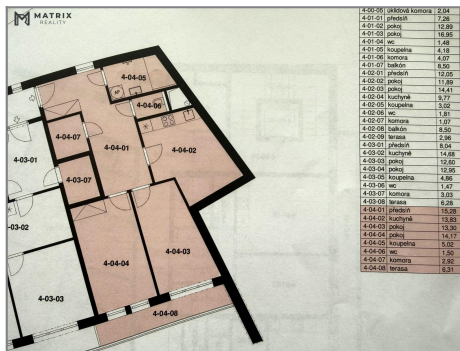 MATRIX
REALITY
4-00-05 úklidová komora 2,04
4-01-01 předsíň 7,26
4-01-02 pokoj 12,89
4-01-03 pokoj 16,95
4-01-04 wc 1,48
4-01-05 koupelna 4,18
4-01-06 komora 4,07
4-01-07 balkón 8,50
4-02-01 předsíň 12,05
4-02-02 pokoj 11,89
4-02-03 pokoj 14,41
4-02-04 kuchyně 9,77
4-02-05 koupelna 3,02
4-02-06 wc 1,81
4-02-07 komora 1,07
4-02-08 balkón 8,50
4-02-09 terasa 2,96
4-03-01 předsíň 8,04
4-03-02 kuchyně 14,68
4-03-03 pokoj 12,60
4-03-04 pokoj 12,95
4-03-05 koupelna 4,86
4-03-06 wc 1,47
4-03-07 komora 3,03
4-03-08 terasa 6,28
4-04-01 předsíň 15,28
4-04-02 kuchyně 13,83
4-04-03 pokoj 13,30
4-04-04 pokoj 14,17
4-04-05 koupelna 5,02
4-04-06 wc 1,50
4-04-07 komora 2,92
4-04-08 terasa 6,31
4-04-05
AP
4-04-06
4-04-07
4-04-01
4-04-02
4-03-01
4-03-07
4-03-02
4-04-03
4-04-04
4-03-03
4-04-08